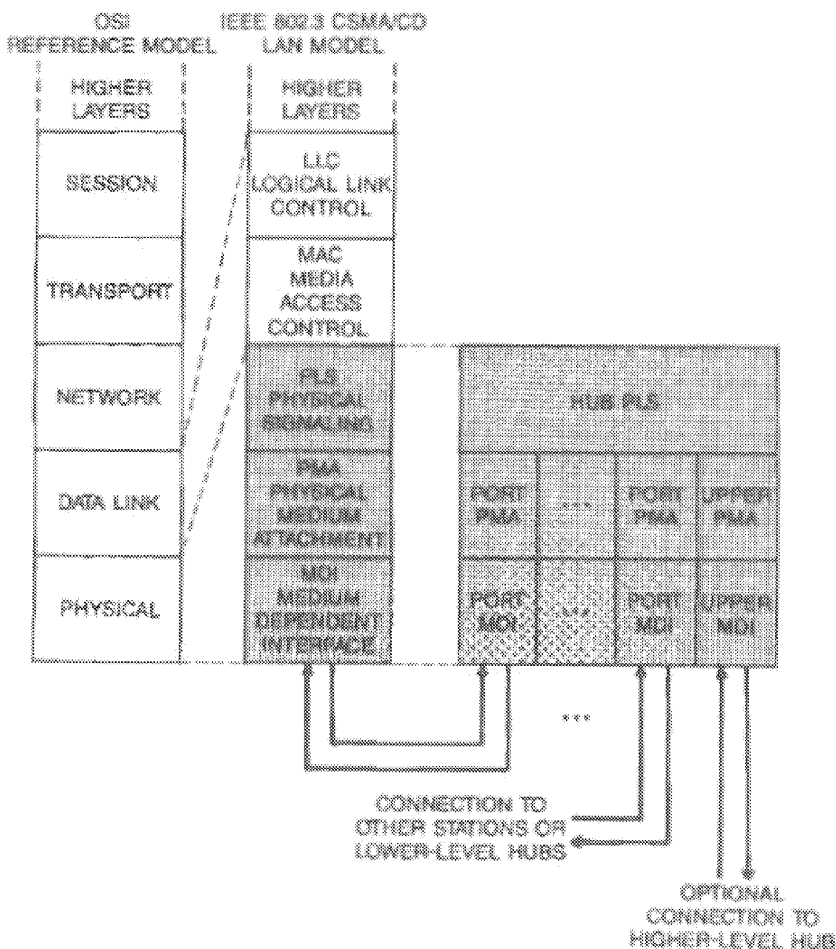 OSI
REFERENCE MODEL
IEEE 802.3 CSMA/CD
LAN MODEL
HIGHER
LAYERS
SESSION
TRANSPORT
NETWORK
DATA LINK
PHYSICAL
HIGHER
LAYERS
LLC
LOGICAL LINK
CONTROL
MAC
MEDIA
ACCESS
CONTROL
PLS
PHYSICAL
SIGNALING
PMA
PHYSICAL
MEDIUM
ATTACHMENT
MDI
MEDIUM
DEPENDENT
INTERFACE
HUB PLS
PORT
PMA
...
PORT
PMA
UPPER
PMA
PORT
MDI
...
PORT
MDI
UPPER
MDI
...
CONNECTION TO
OTHER STATIONS OR
LOWER-LEVEL HUBS
OPTIONAL
CONNECTION TO
HIGHER-LEVEL HUB